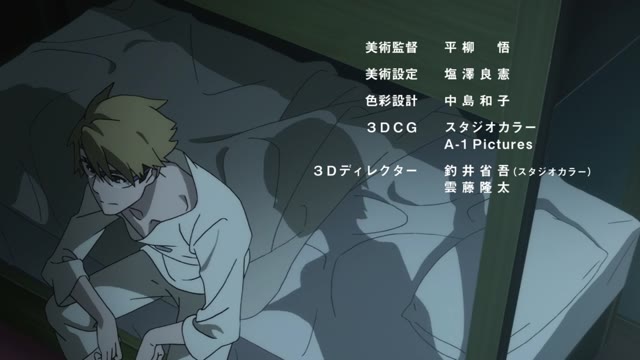 美術監督 平柳 悟
美術設定 塩澤良憲
色彩設計 中島和子
3DCG スタジオカラー
A-1 Pictures
3Dディレクター 釣井省吾(スタジオカラー)
雲藤隆太